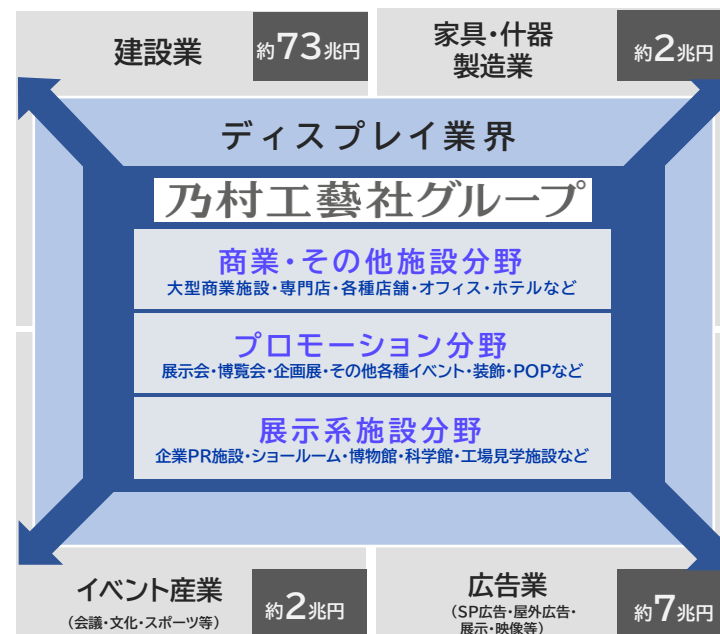 建設業
約73兆円
家具・什器
製造業
約2兆円
ディスプレイ業界
乃村工藝社グループ
商業・その他施設分野
大型商業施設・専門店・各種店舗・オフィス・ホテルなど
プロモーション分野
展示会・博覧会・企画展・その他各種イベント・装飾・POPなど
展示系施設分野
企業PR施設・ショールーム・博物館・科学館・工場見学施設など
イベント産業
（会議・文化・スポーツ等）
約2兆円
広告業
（SP広告・屋外広告・
展示・映像等）
約7兆円